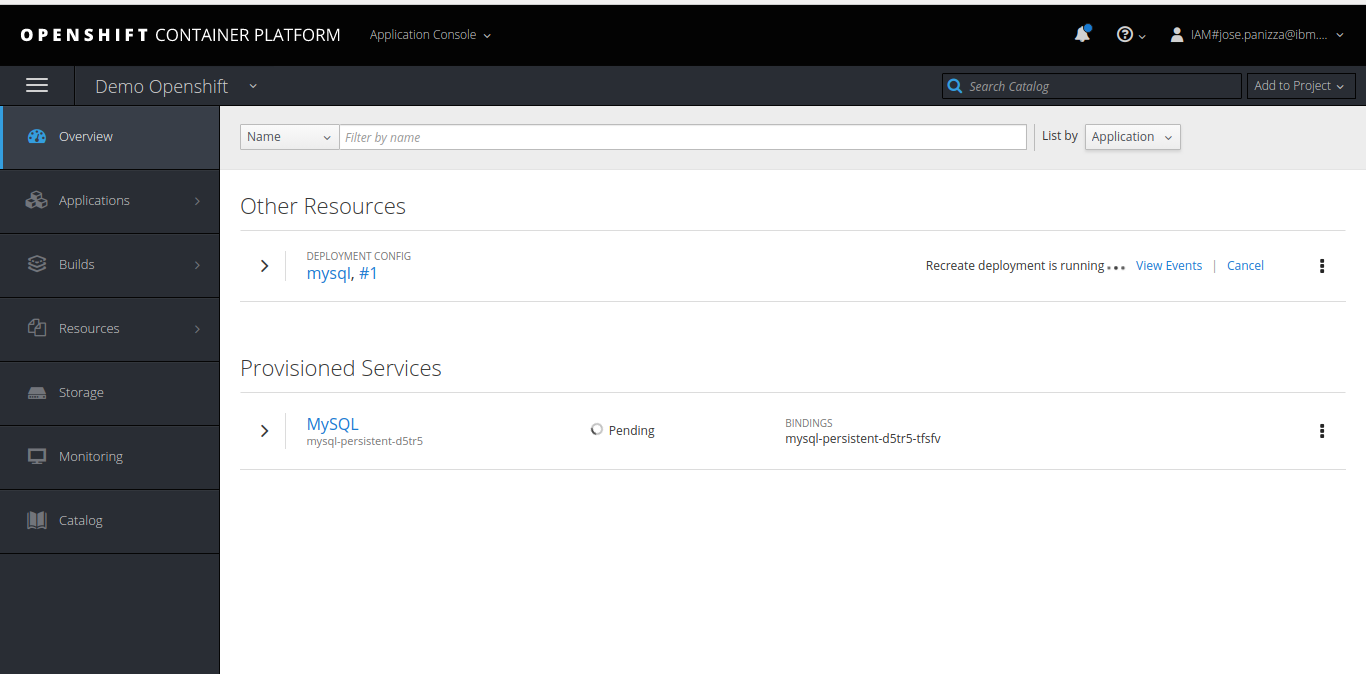 OPENSHIFT CONTAINER PLATFORM Application Console IAM#jose.panizza@ibm....
Demo Openshift Search Catalog Add to Project
Overview
Applications
Builds
Resources
Storage
Monitoring
Catalog
Name Filter by name List by Application
Other Resources
DEPLOYMENT CONFIG
mysql, #1 Recreate deployment is running... View Events | Cancel
Provisioned Services
MySQL
mysql-persistent-d5tr5
Pending
BINDINGS
mysql-persistent-d5tr5-tfsfv